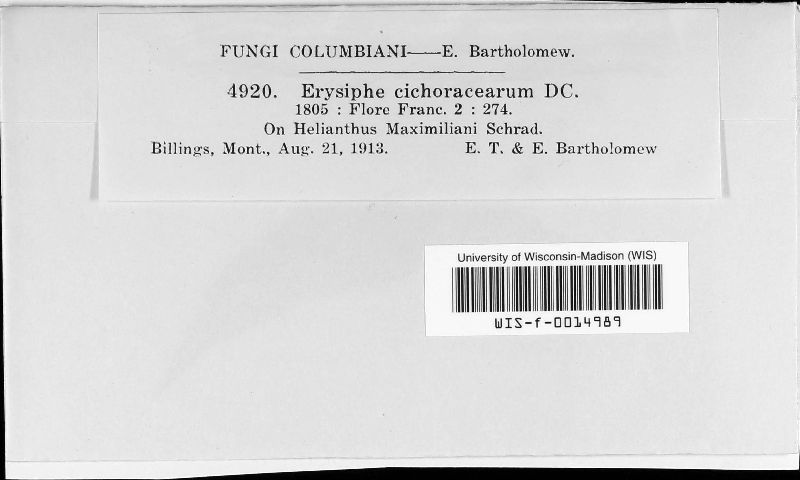 FUNGI COLUMBIANI——E. Bartholomew.
4920. Erysiphe cichoracearum DC.
1805 : Flore Franc. 2 : 274.
On Helianthus Maximiliani Schrad.
Billings, Mont., Aug. 21, 1913. E. T. & E. Bartholomew
University of Wisconsin-Madison (WIS)
WIS-f-0014989